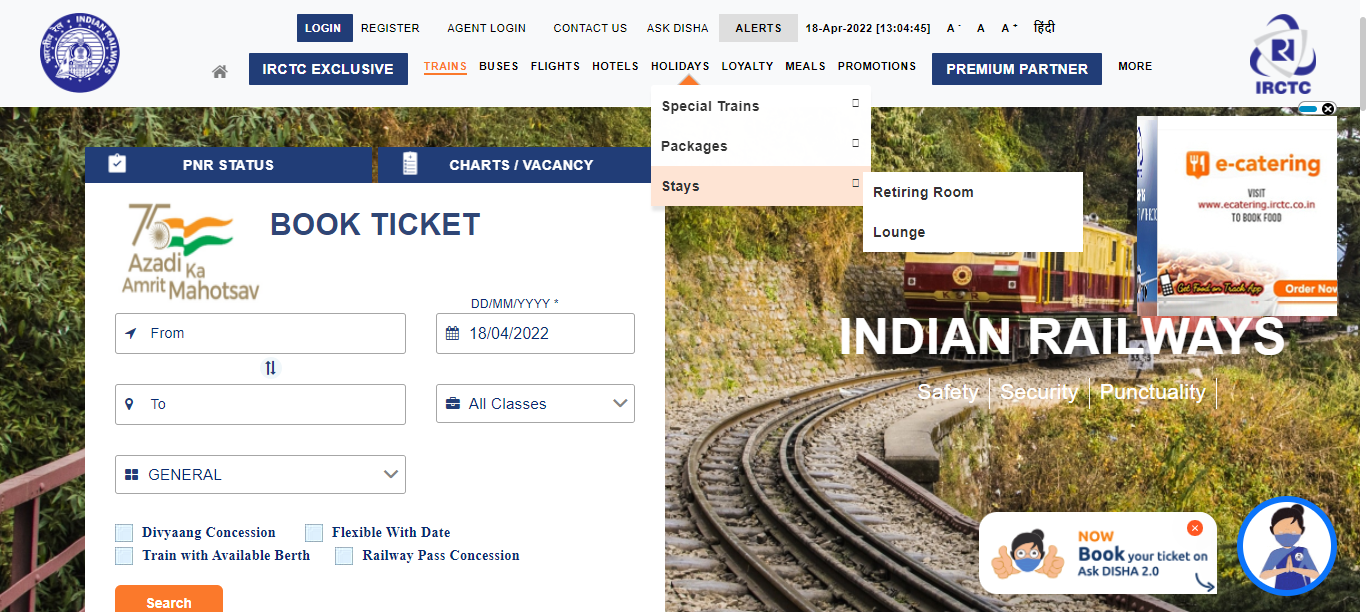 LOGIN REGISTER AGENT LOGIN CONTACT US ASK DISHA ALERTS 18-Apr-2022 [13:04:45] A- A A+ हिंदी
INDIAN RAILWAYS
भारतीय रेल
IRCTC EXCLUSIVE TRAINS BUSES FLIGHTS HOTELS HOLIDAYS LOYALTY MEALS PROMOTIONS PREMIUM PARTNER MORE
IRCTC
Special Trains
Packages
Stays
Retiring Room
Lounge
PNR STATUS CHARTS / VACANCY
BOOK TICKET
75
Azadi Ka
Amrit Mahotsav
DD/MM/YYYY *
From
18/04/2022
To
All Classes
GENERAL
Divyaang Concession Flexible With Date
Train with Available Berth Railway Pass Concession
Search
e-catering
VISIT
www.ecatering.irctc.co.in
TO BOOK FOOD
Get Food on Track App
Order Now
INDIAN RAILWAYS
Safety Security Punctuality
NOW
Book your ticket on
Ask DISHA 2.0